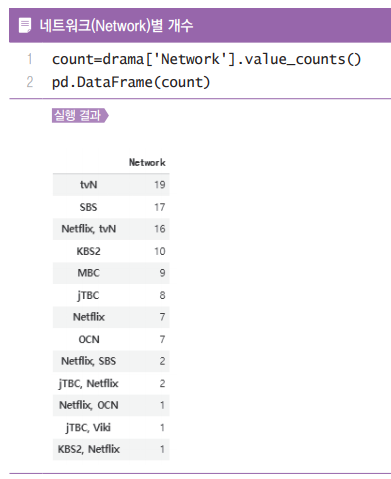 네트워크(Network)별 개수
1 count=drama['Network'].value_counts()
2 pd.DataFrame(count)
실행 결과
Network
tvN 19
SBS 17
Netflix, tvN 16
KBS2 10
MBC 9
jTBC 8
Netflix 7
OCN 7
Netflix, SBS 2
jTBC, Netflix 2
Netflix, OCN 1
jTBC, Viki 1
KBS2, Netflix 1